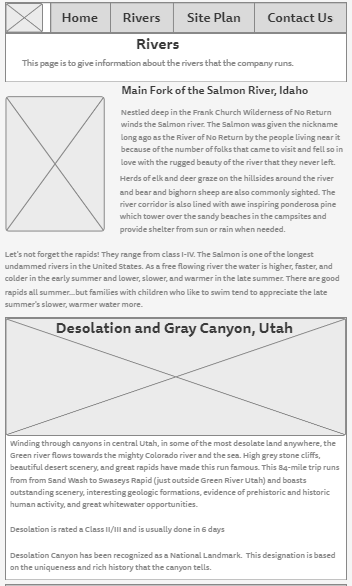 Home Rivers Site Plan Contact Us
Rivers
This page is to give information about the rivers that the company runs.
Main Fork of the Salmon River, Idaho
Nestled deep in the Frank Church Wilderness of No Return
winds the Salmon river. The Salmon was given the nickname
long ago as the River of No Return by the people living near it
because of the number of folks that came to visit and fell so in
love with the rugged beauty of the river that they never left.
Herds of elk and deer graze on the hillsides around the river
and bear and bighorn sheep are also commonly sighted. The
river corridor is also lined with awe inspiring ponderosa pine
which tower over the sandy beaches in the campsites and
provide shelter from sun or rain when needed.
Let's not forget the rapids! They range from class I-IV. The Salmon is one of the longest
undammed rivers in the United States. As a free flowing river the water is higher, faster, and
colder in the early summer and lower, slower, and warmer in the late summer. There are good
rapids all summer...but families with children who like to swim tend to appreciate the late
summer's slower, warmer water more.
Desolation and Gray Canyon, Utah
Winding through canyons in central Utah, in some of the most desolate land anywhere, the
Green river flows towards the mighty Colorado river and the sea. High grey stone cliffs,
beautiful desert scenery, and great rapids have made this run famous. This 84-mile trip runs
from from Sand Wash to Swaseys Rapid (just outside Green River Utah) and boasts
outstanding scenery, interesting geologic formations, evidence of prehistoric and historic
human activity, and great whitewater opportunities.
Desolation is rated a Class II/III and is usually done in 6 days
Desolation Canyon has been recognized as a National Landmark. This designation is based
on the uniqueness and rich history that the canyon tells.